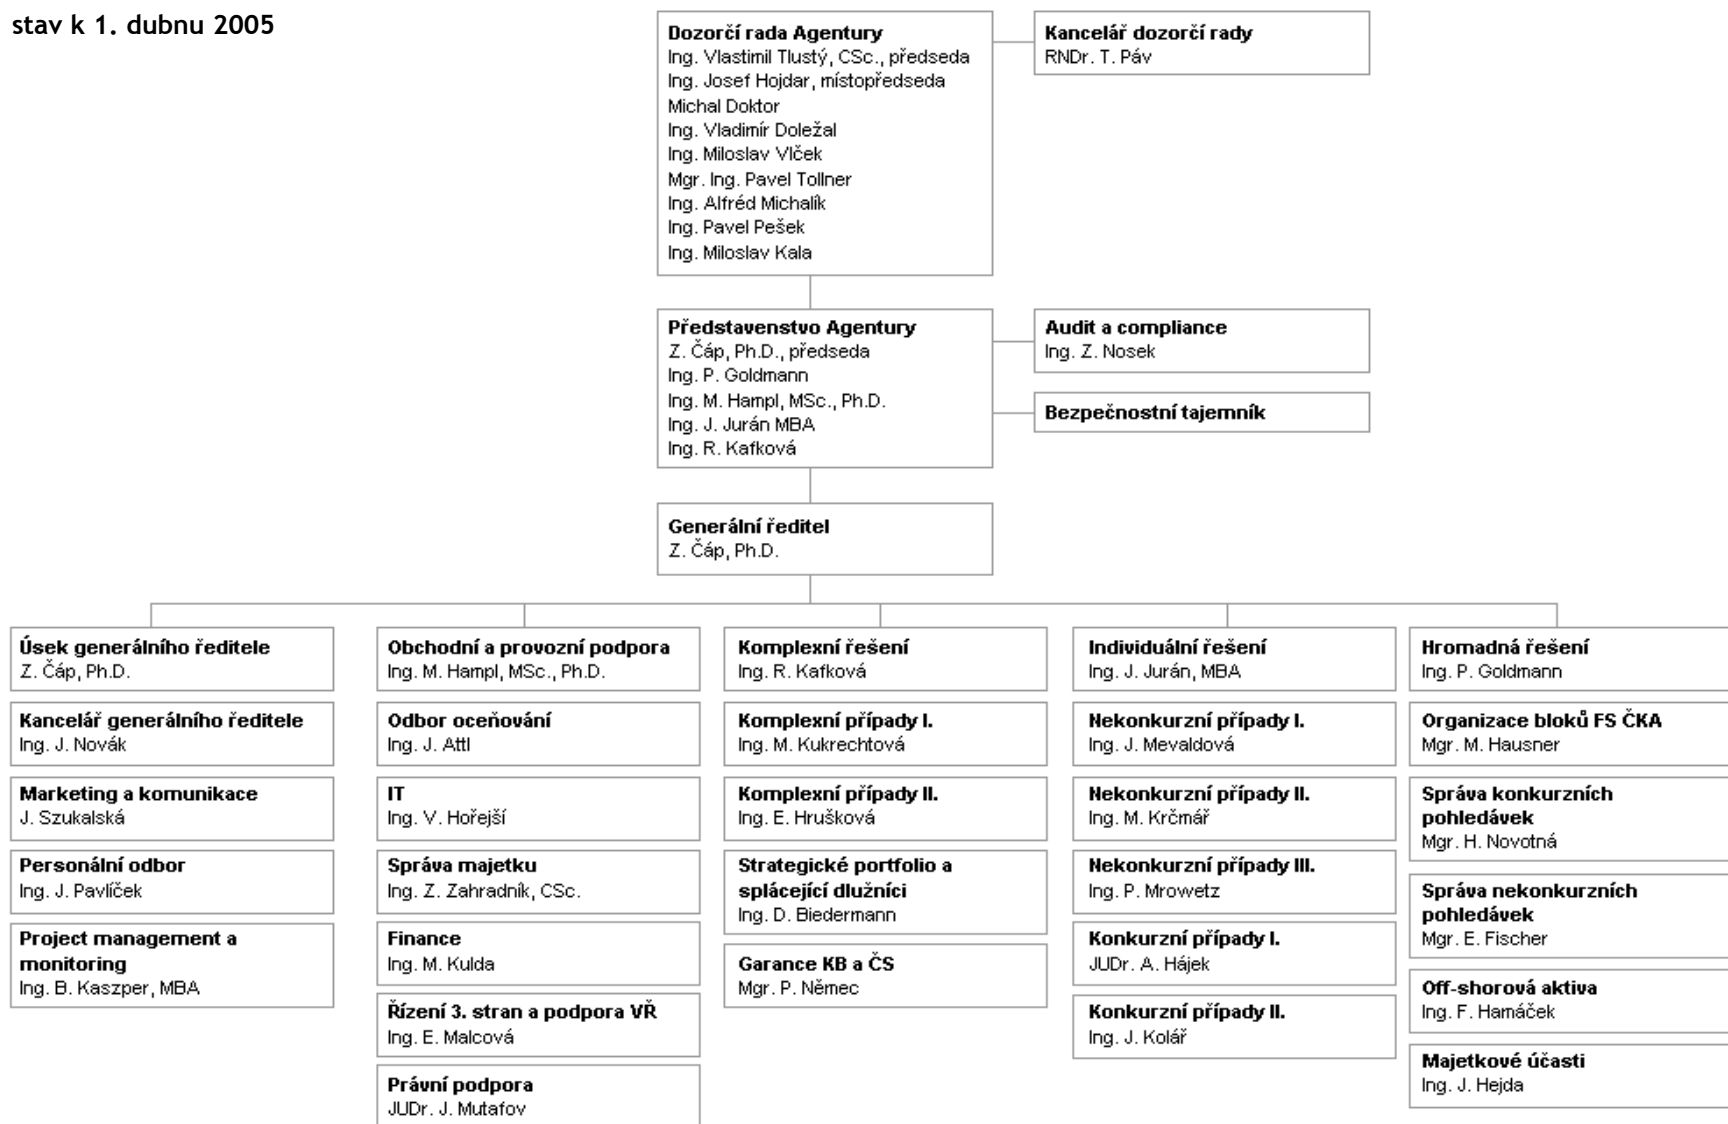 stav k 1. dubnu 2005
Dozorčí rada Agentury
Ing. Vlastimil Tlustý, CSc., předseda
Ing. Josef Hojdar, místopředseda
Michal Doktor
Ing. Vladimír Doležal
Ing. Miloslav Vlček
Mgr. Ing. Pavel Tollner
Ing. Alfréd Michalík
Ing. Pavel Pešek
Ing. Miloslav Kala
Kancelář dozorčí rady
RNDr. T. Páv
Představenstvo Agentury
Z. Čáp, Ph.D., předseda
Ing. P. Goldmann
Ing. M. Hampl, MSc., Ph.D.
Ing. J. Jurán MBA
Ing. R. Kafková
Audit a compliance
Ing. Z. Nosek
Bezpečnostní tajemník
Generální ředitel
Z. Čáp, Ph.D.
Úsek generálního ředitele
Z. Čáp, Ph.D.
Kancelář generálního ředitele
Ing. J. Novák
Marketing a komunikace
J. Szukalská
Personální odbor
Ing. J. Pavlíček
Project management a
monitoring
Ing. B. Kaszper, MBA
Obchodní a provozní podpora
Ing. M. Hampl, MSc., Ph.D.
Odbor oceňování
Ing. J. Attl
IT
Ing. V. Hořejší
Správa majetku
Ing. Z. Zahradník, CSc.
Finance
Ing. M. Kulda
Řízení 3. stran a podpora VŘ
Ing. E. Malcová
Právní podpora
JUDr. J. Mutafov
Komplexní řešení
Ing. R. Kafková
Komplexní případy I.
Ing. M. Kukrechtová
Komplexní případy II.
Ing. E. Hrušková
Strategické portfolio a
splácející dlužníci
Ing. D. Biedermann
Garance KB a ČS
Mgr. P. Němec
Individuální řešení
Ing. J. Jurán, MBA
Nekonkurzní případy I.
Ing. J. Mevaldová
Nekonkurzní případy II.
Ing. M. Krčmář
Nekonkurzní případy III.
Ing. P. Mrowetz
Konkurzní případy I.
JUDr. A. Hájek
Konkurzní případy II.
Ing. J. Kolář
Hromadná řešení
Ing. P. Goldmann
Organizace bloků FS ČKA
Mgr. M. Hausner
Správa konkurzních
pohledávek
Mgr. H. Novotná
Správa nekonkurzních
pohledávek
Mgr. E. Fischer
Off-shorová aktiva
Ing. F. Hamáček
Majetkové účasti
Ing. J. Hejda